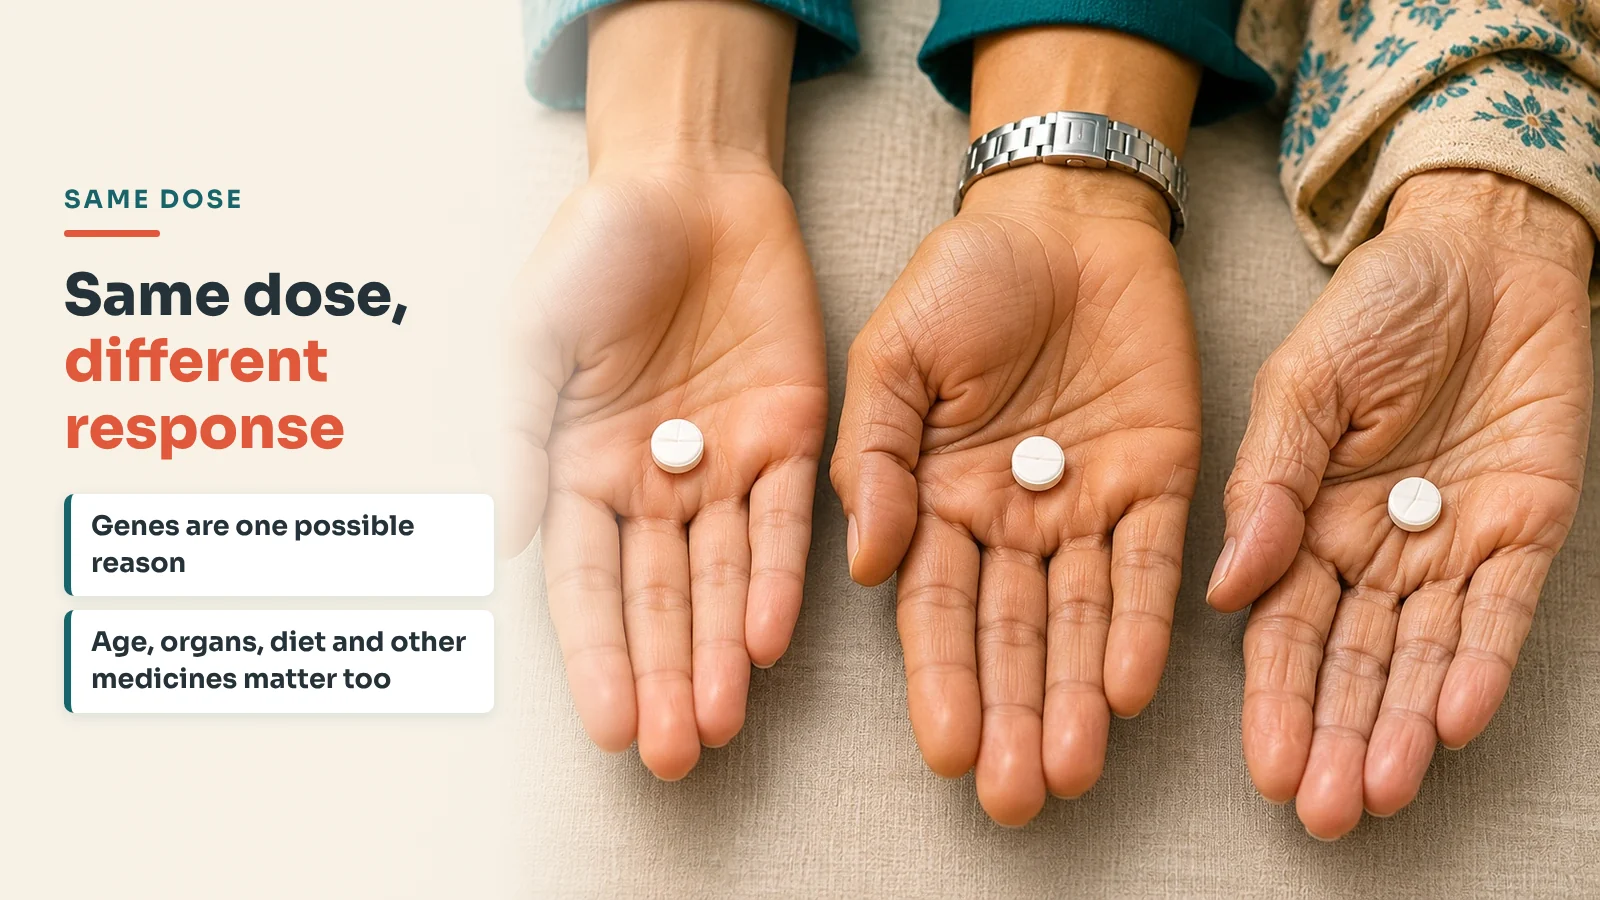 SAME DOSE
Same dose,
different
response
Genes are one possible
reason
Age, organs, diet and other
medicines matter too